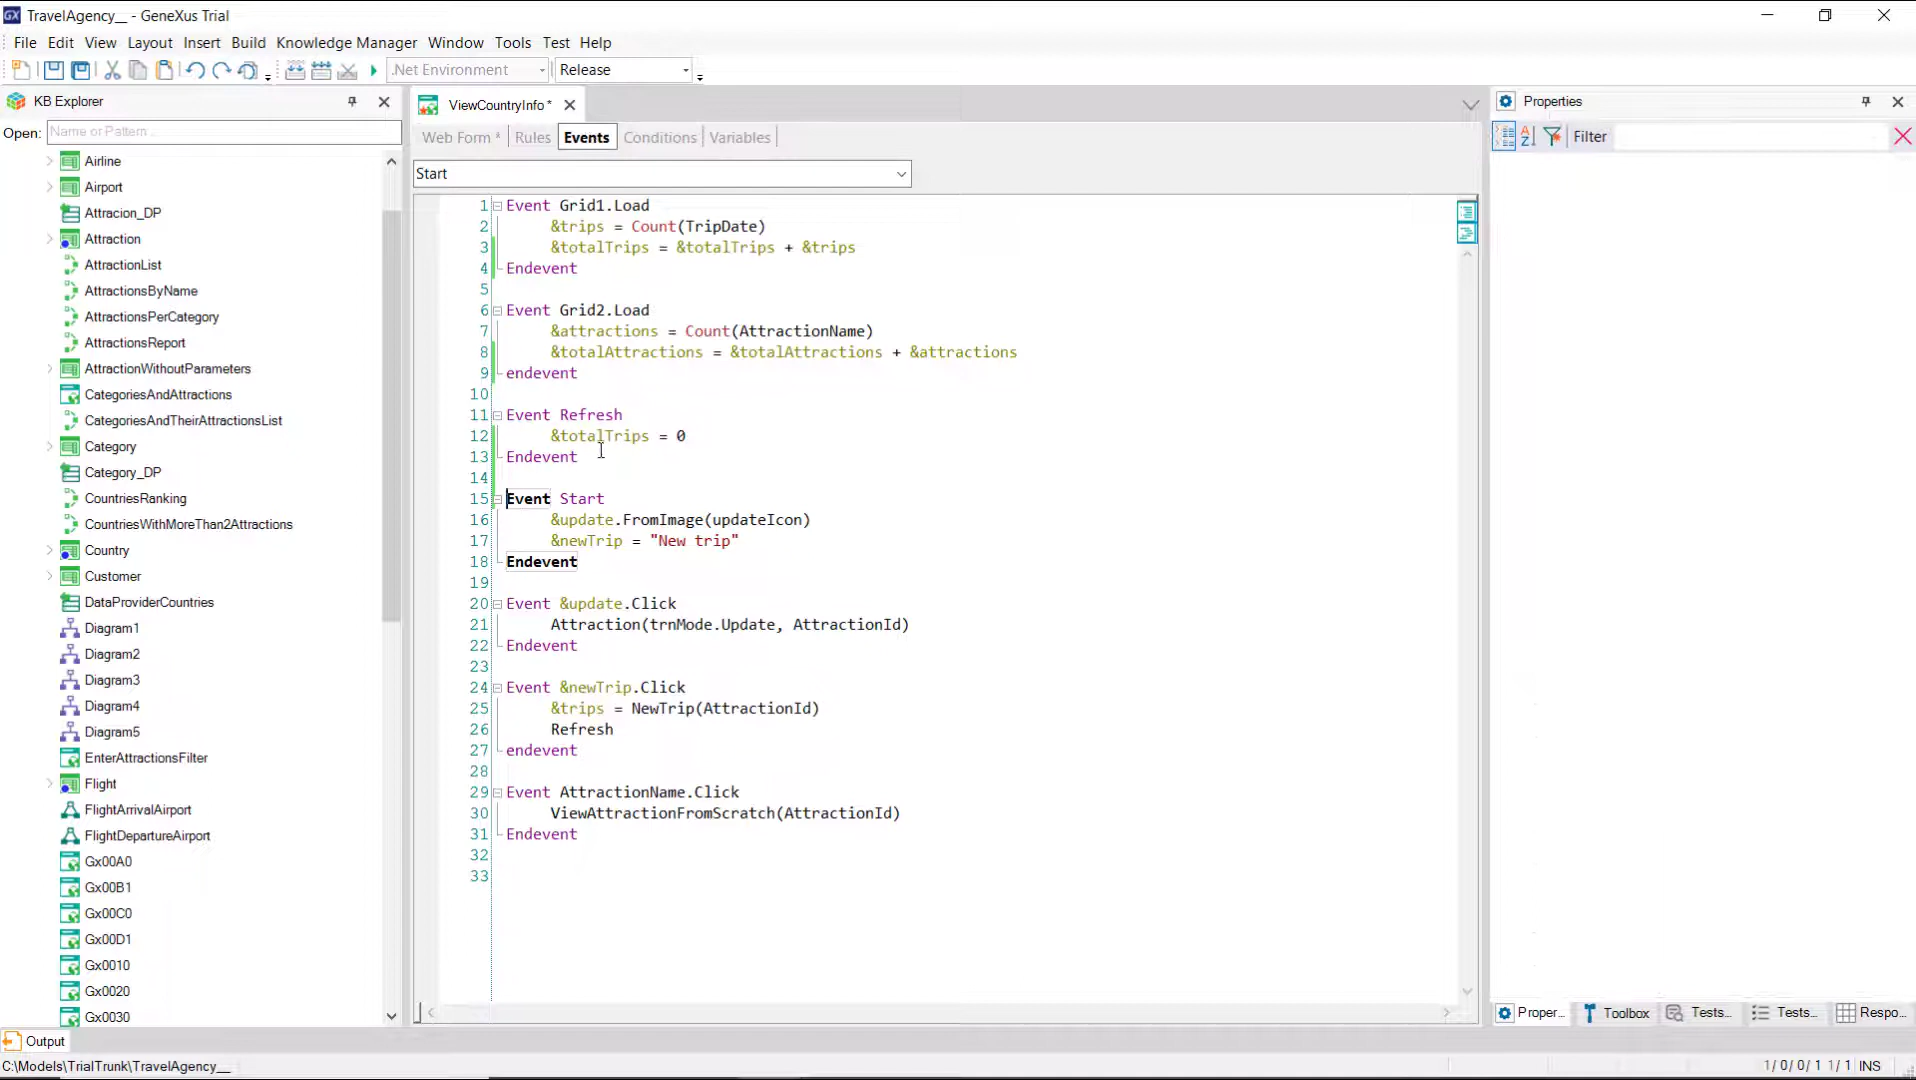 TravelAgency__ - GeneXus Trial
File Edit View Layout Insert Build Knowledge Manager Window Tools Test Help
.Net Environment Release
KB Explorer
Open: Name or Pattern ...
Airline
Airport
Attracion_DP
Attraction
AttractionList
AttractionsByName
AttractionsPerCategory
AttractionsReport
AttractionWithoutParameters
CategoriesAndAttractions
CategoriesAndTheirAttractionsList
Category
Category_DP
CountriesRanking
CountriesWithMoreThan2Attractions
Country
Customer
DataProviderCountries
Diagram1
Diagram2
Diagram3
Diagram4
Diagram5
EnterAttractionsFilter
Flight
FlightArrivalAirport
FlightDepartureAirport
Gx00A0
Gx00B1
Gx00C0
Gx00D1
Gx0010
Gx0020
Gx0030
ViewCountryInfo *
Web Form * Rules Events Conditions Variables
Start
1 Event Grid1.Load
2 &trips = Count(TripDate)
3 &totalTrips = &totalTrips + &trips
4 Endevent
5
6 Event Grid2.Load
7 &attractions = Count(AttractionName)
8 &totalAttractions = &totalAttractions + &attractions
9 endevent
10
11 Event Refresh
12 &totalTrips = 0
13 Endevent
14
15 Event Start
16 &update.FromImage(updateIcon)
17 &newTrip = "New trip"
18 Endevent
19
20 Event &update.Click
21 Attraction(trnMode.Update, AttractionId)
22 Endevent
23
24 Event &newTrip.Click
25 &trips = NewTrip(AttractionId)
26 Refresh
27 endevent
28
29 Event AttractionName.Click
30 ViewAttractionFromScratch(AttractionId)
31 Endevent
32
33
Properties
Filter
Proper... Toolbox Tests... Tests... Respo...
Output
C:\Models\TrialTrunk\TravelAgency__
1/ 0/ 0/ 1 1/ 1 INS